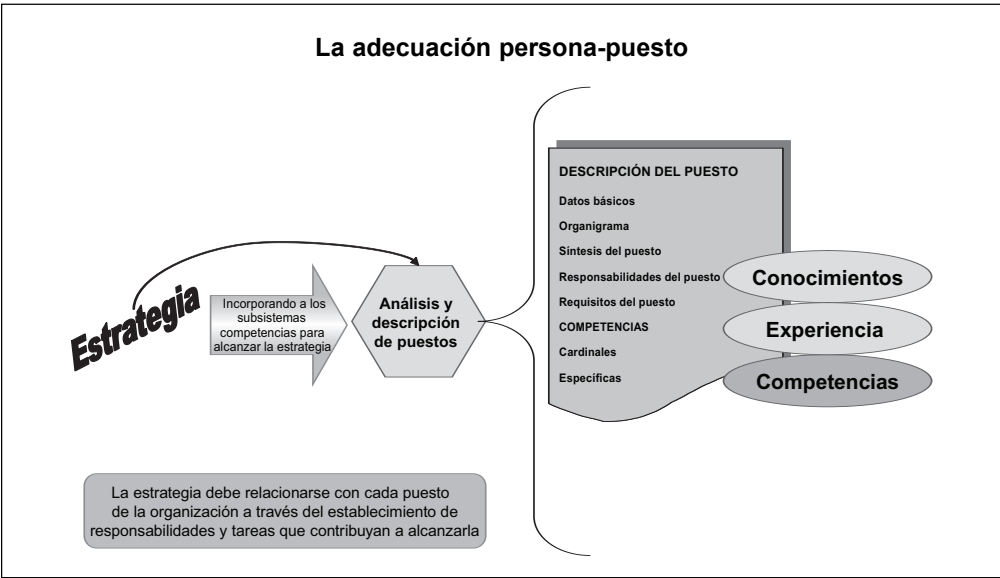 La adecuación persona-puesto
Estrategia
Incorporando a los
subsistemas
competencias para
alcanzar la estrategia
Análisis y
descripción
de puestos
DESCRIPCIÓN DEL PUESTO
Datos básicos
Organigrama
Síntesis del puesto
Responsabilidades del puesto
Requisitos del puesto
COMPETENCIAS
Cardinales
Específicas
Conocimientos
Experiencia
Competencias
La estrategia debe relacionarse con cada puesto
de la organización a través del establecimiento de
responsabilidades y tareas que contribuyan a alcanzarla